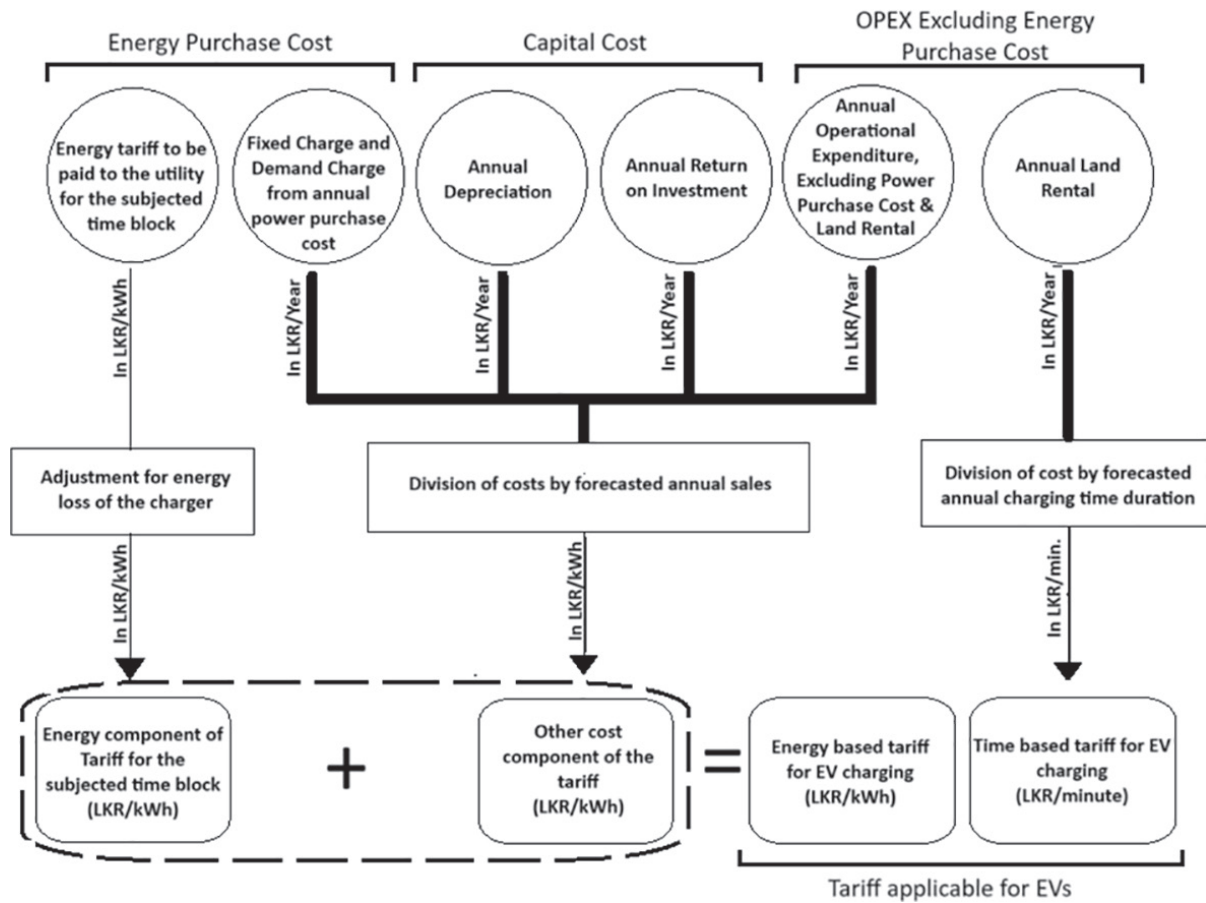 Energy Purchase Cost
Capital Cost
OPEX Excluding Energy
Purchase Cost
Energy tariff to be
paid to the utility
for the subjected
time block
Fixed Charge and
Demand Charge
from annual
power purchase
cost
Annual
Depreciation
Annual Return
on Investment
Annual
Operational
Expenditure,
Excluding Power
Purchase Cost &
Land Rental
Annual Land
Rental
In LKR/kWh
In LKR/Year
In LKR/Year
In LKR/Year
In LKR/Year
In LKR/Year
Adjustment for energy
loss of the charger
Division of costs by forecasted annual sales
Division of cost by forecasted
annual charging time duration
In LKR/kWh
In LKR/kWh
In LKR/min.
Energy component of
Tariff for the
subjected time block
(LKR/kWh)
+
Other cost
component of the
tariff
(LKR/kWh)
=
Energy based tariff
for EV charging
(LKR/kWh)
Time based tariff for EV
charging
(LKR/minute)
Tariff applicable for EVs